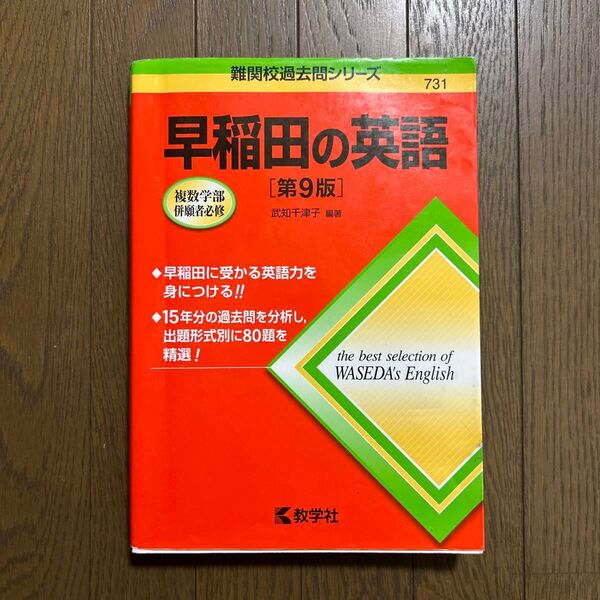 難関校過去問シリーズ
731
早稲田の英語
[第9版]
複数学部
併願者必修
武知千津子 編著
◆早稲田に受かる英語力を
身につける!!
◆15年分の過去問を分析し,
出題形式別に80題を
精選!
the best selection of
WASEDA's English
教学社